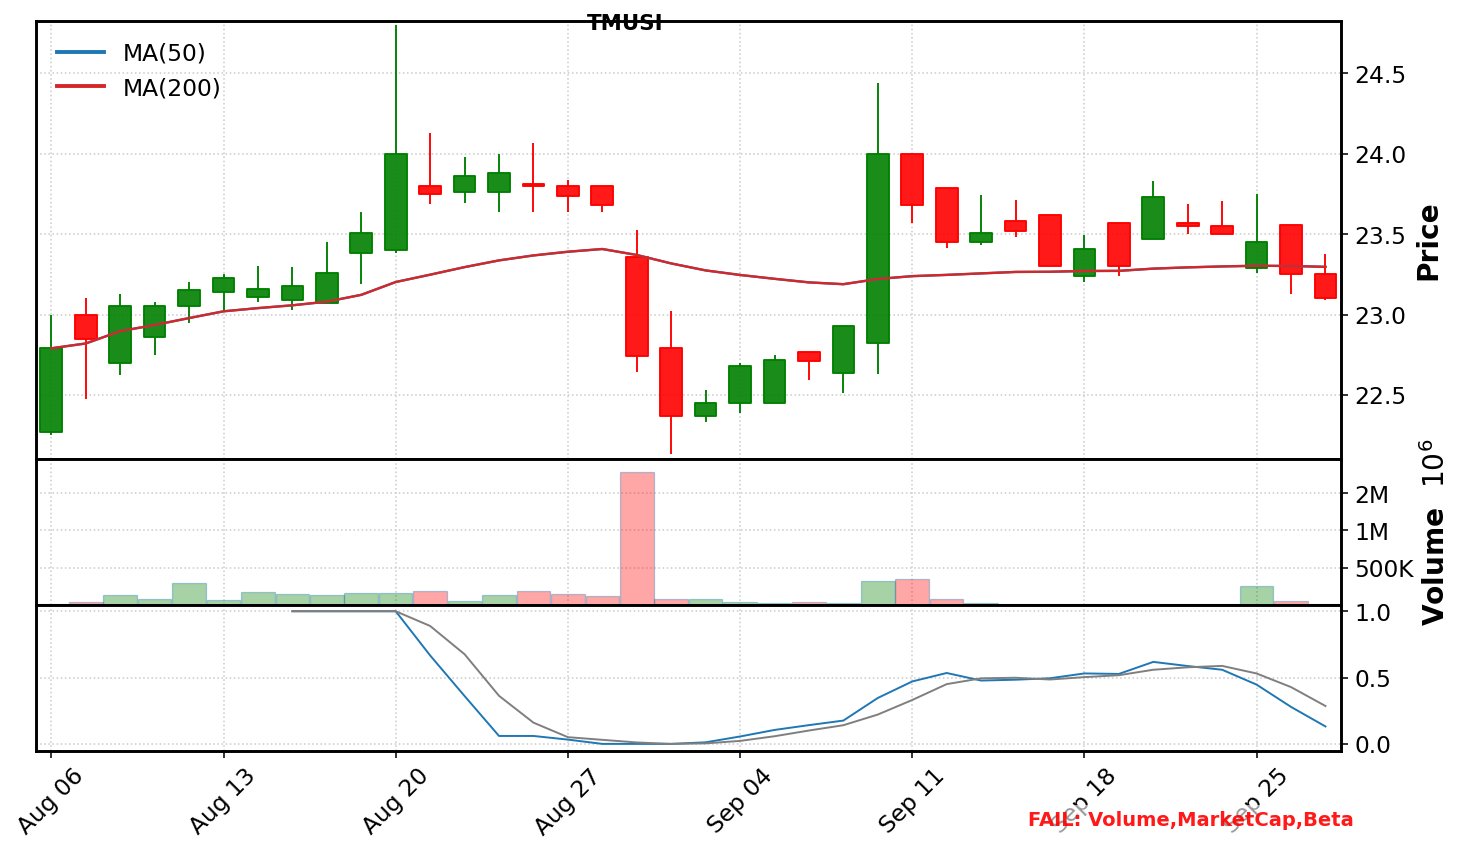 TMUSI
MA(50)
MA(200)
24.5
24.0
23.5
23.0
22.5
Price
2M
1M
500K
Volume 10⁶
1.0
0.5
0.0
Aug 06
Aug 13
Aug 20
Aug 27
Sep 04
Sep 11
Sep 18
Sep 25
FAIL: Volume,MarketCap,Beta